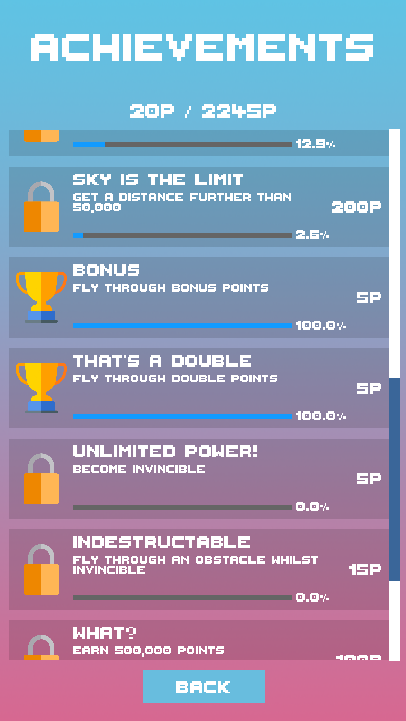 ACHIEVEMENTS
20P / 2245P
12.5%
SKY IS THE LIMIT
GET A DISTANCE FURTHER THAN
50,000
200P
2.5%
BONUS
FLY THROUGH BONUS POINTS
5P
100.0%
THAT'S A DOUBLE
FLY THROUGH DOUBLE POINTS
5P
100.0%
UNLIMITED POWER!
BECOME INVINCIBLE
5P
0.0%
INDESTRUCTABLE
FLY THROUGH AN OBSTACLE WHILST
INVINCIBLE
15P
0.0%
WHAT?
EARN 500,000 POINTS
BACK